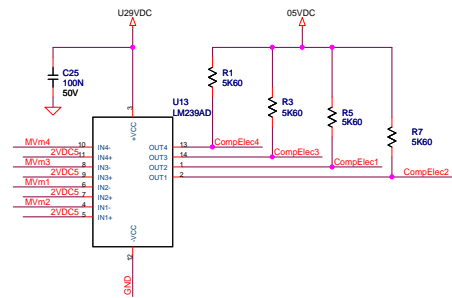 U29VDC
05VDC
C25
100N
50V
R1
5K60
R3
5K60
R5
5K60
R7
5K60
U13
LM239AD
3
+VCC
MVm4 10 IN4- OUT4 13 CompElec4
2VDC5 11 IN4+ OUT3 14 CompElec3
MVm3 8 IN3- OUT2 1 CompElec1
2VDC5 9 IN3+ OUT1 2 CompElec2
MVm1 6 IN2-
2VDC5 7 IN2+
MVm2 4 IN1-
2VDC5 5 IN1+
-VCC
12
GND